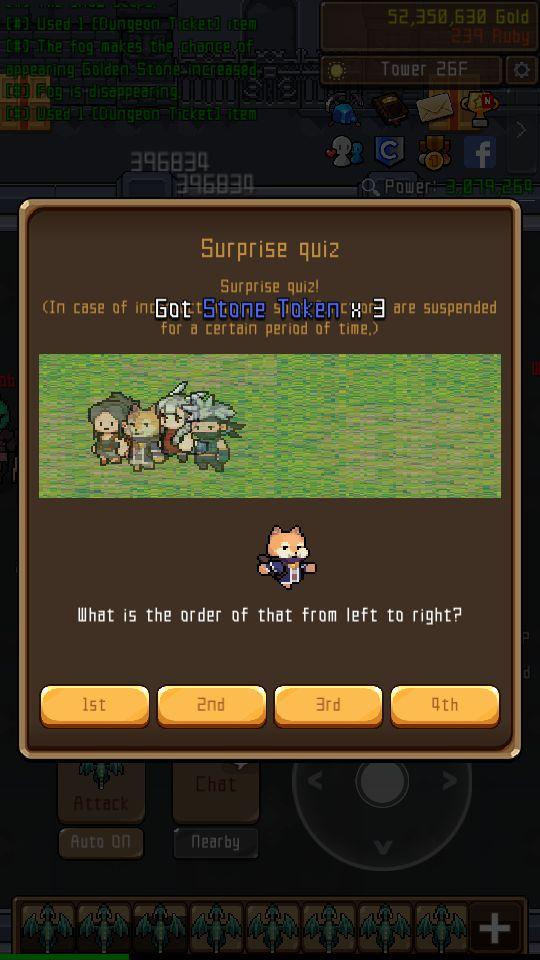 [#] Used 1 [Dungeon Ticket] item
[#] The fog makes the chance of
appearing Golden Stone increased
[#] Fog is disappearing.
[#] Used 1 [Dungeon Ticket] item
52,350,630 Gold
239 Ruby
Tower 26F
396834
396834
Power: 3,079,264
Surprise quiz
Surprise quiz!
(In case of are suspended
Got Stone Token x 3
for a certain period of time.)
What is the order of that from left to right?
1st 2nd 3rd 4th
Attack
Chat
Auto ON
Nearby